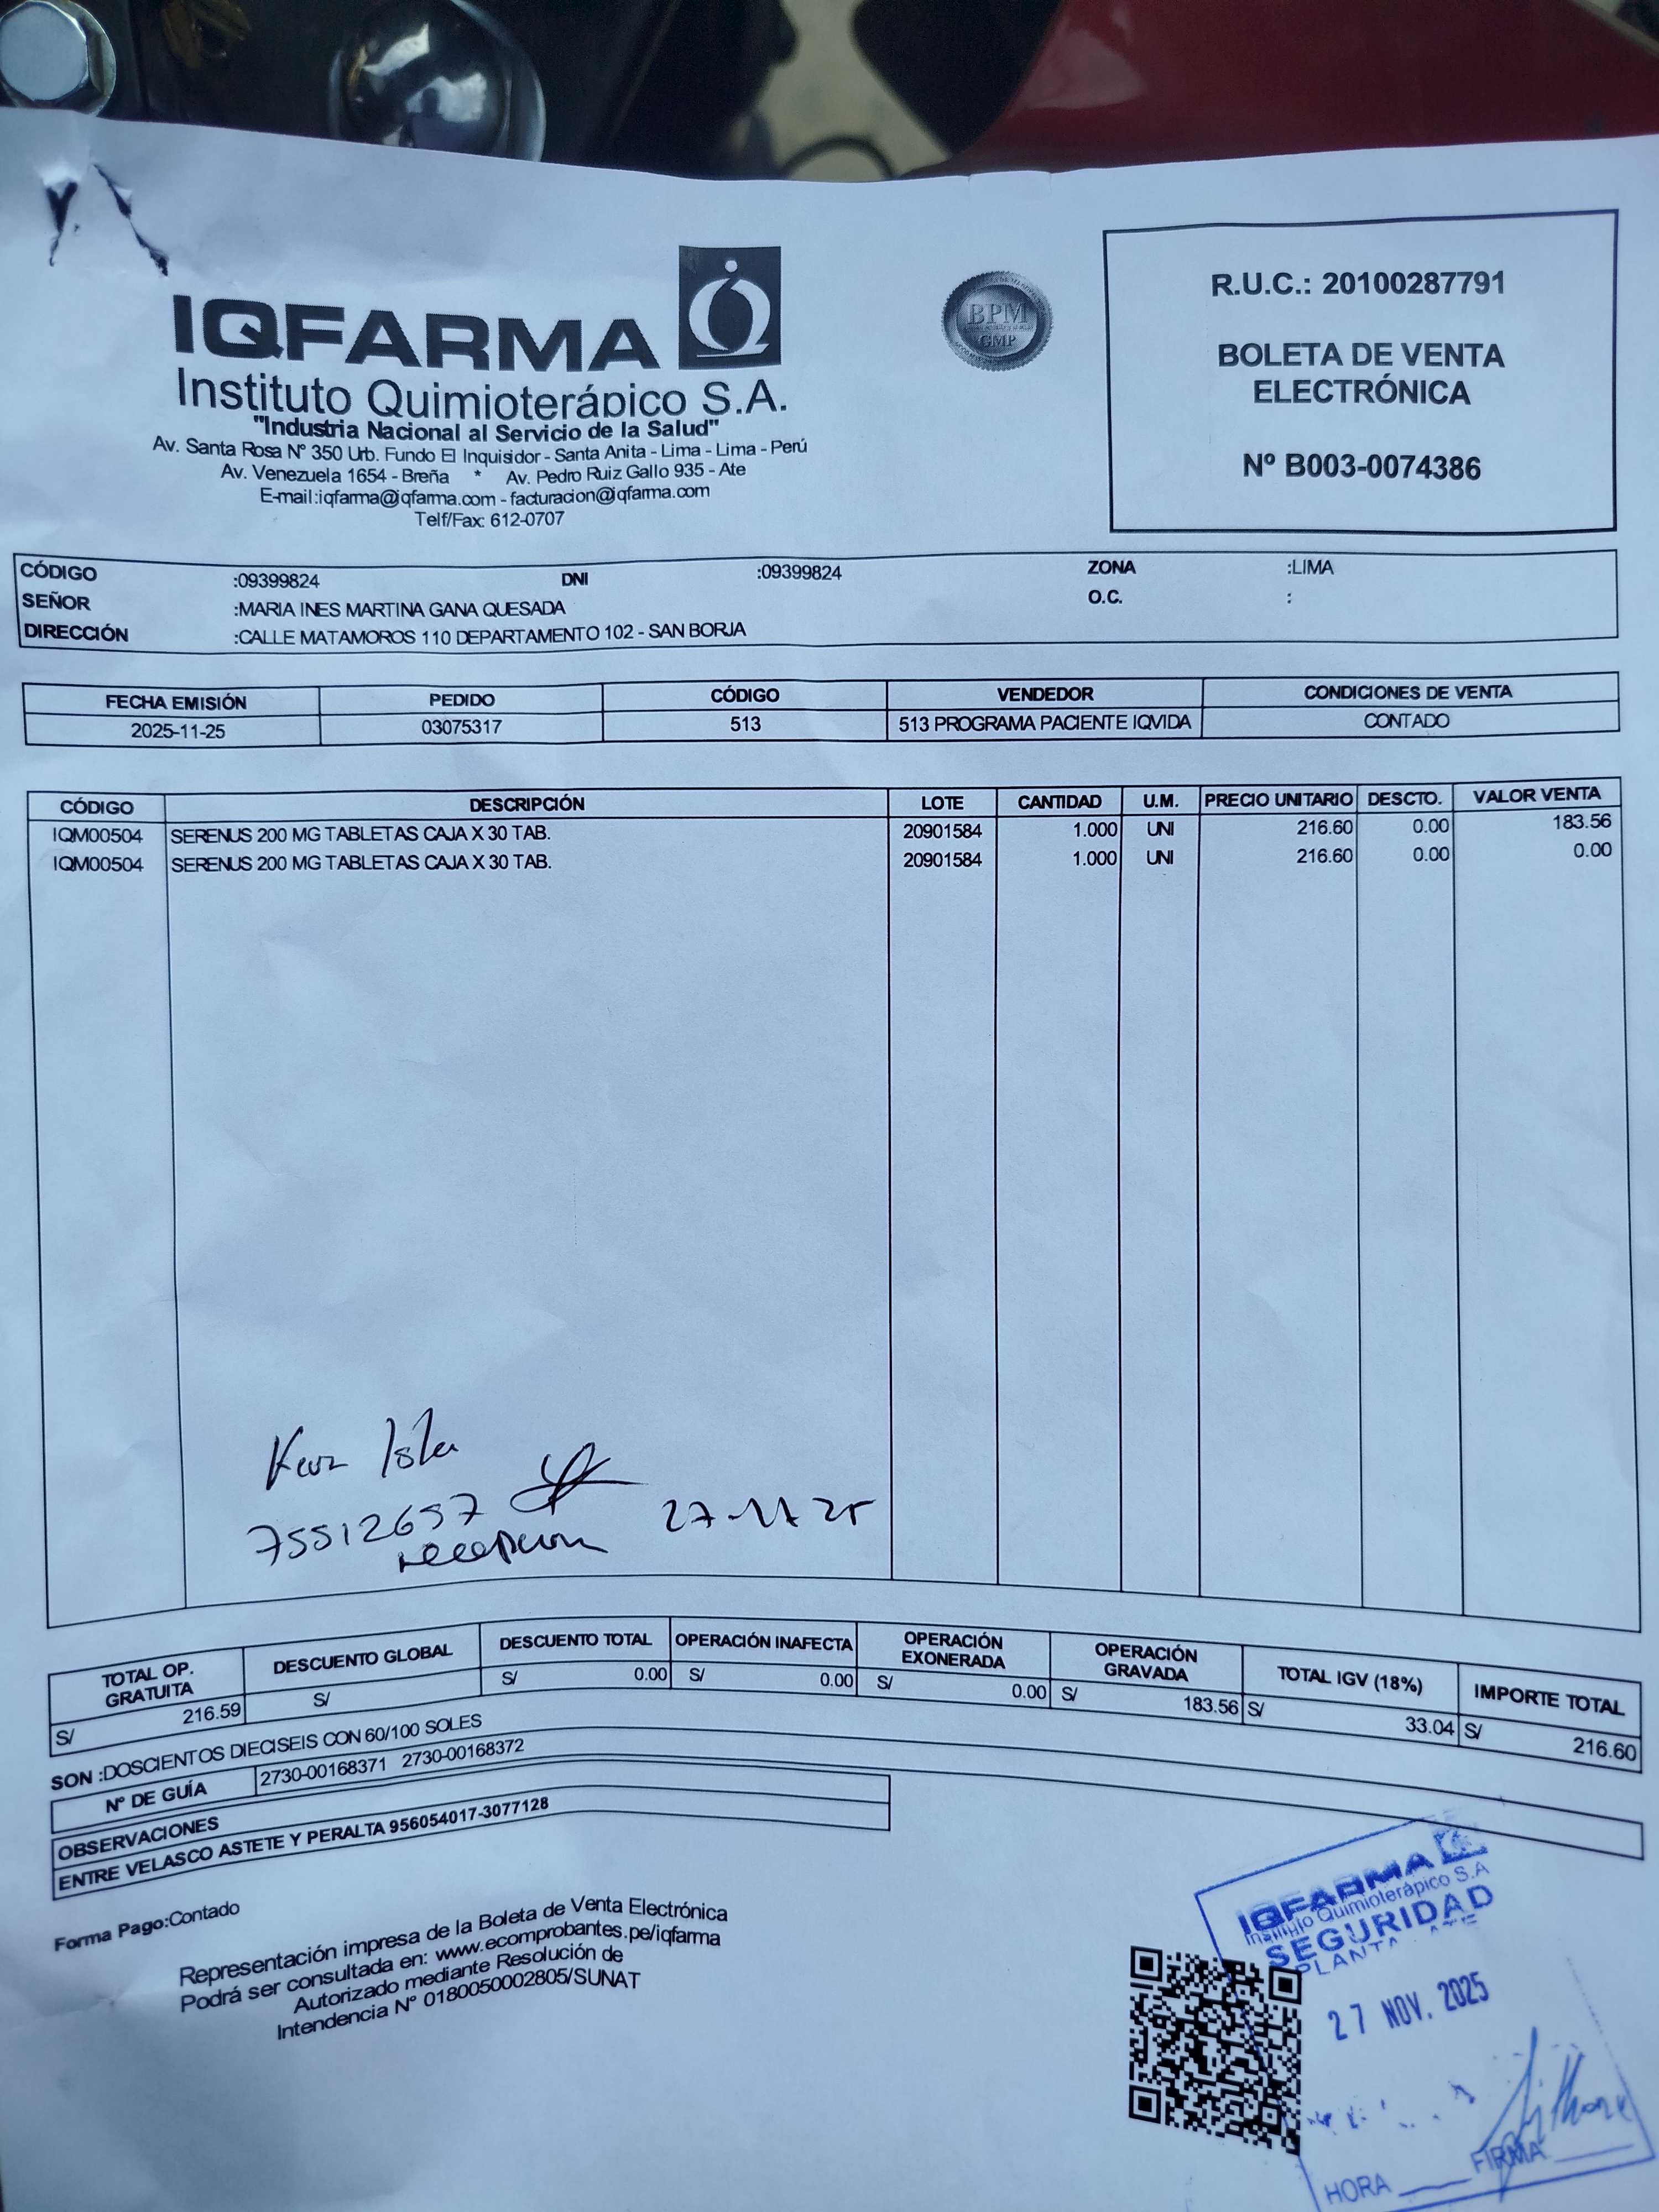 IQFARMA
Instituto Quimioterápico S.A.
"Industria Nacional al Servicio de la Salud"
Av. Santa Rosa N° 350 Urb. Fundo El Inquisidor - Santa Anita - Lima - Lima - Perú
Av. Venezuela 1654 - Breña * Av. Pedro Ruiz Gallo 935 - Ate
E-mail:iqfarma@iqfarma.com - facturacion@iqfarma.com
Telf/Fax: 612-0707
BPM
GMP
R.U.C.: 20100287791
BOLETA DE VENTA
ELECTRÓNICA
Nº B003-0074386
CÓDIGO :09399824 DNI :09399824 ZONA :LIMA
SEÑOR :MARIA INES MARTINA GANA QUESADA O.C. :
DIRECCIÓN :CALLE MATAMOROS 110 DEPARTAMENTO 102 - SAN BORJA
FECHA EMISIÓN PEDIDO CÓDIGO VENDEDOR CONDICIONES DE VENTA
2025-11-25 03075317 513 513 PROGRAMA PACIENTE IQVIDA CONTADO
CÓDIGO DESCRIPCIÓN LOTE CANTIDAD U.M. PRECIO UNITARIO DESCTO. VALOR VENTA
IQM00504 SERENUS 200 MG TABLETAS CAJA X 30 TAB. 20901584 1.000 UNI 216.60 0.00 183.56
IQM00504 SERENUS 200 MG TABLETAS CAJA X 30 TAB. 20901584 1.000 UNI 216.60 0.00 0.00
Isla
75512657
recepcion 27-11-25
TOTAL OP. GRATUITA DESCUENTO GLOBAL DESCUENTO TOTAL OPERACIÓN INAFECTA OPERACIÓN EXONERADA OPERACIÓN GRAVADA TOTAL IGV (18%) IMPORTE TOTAL
S/ 216.59 S/ S/ 0.00 S/ 0.00 S/ 0.00 S/ 183.56 S/ 33.04 S/ 216.60
SON :DOSCIENTOS DIECISEIS CON 60/100 SOLES
Nº DE GUÍA 2730-00168371 2730-00168372
OBSERVACIONES
ENTRE VELASCO ASTETE Y PERALTA 956054017-3077128
Forma Pago:Contado
Representación impresa de la Boleta de Venta Electrónica
Podrá ser consultada en: www.ecomprobantes.pe/iqfarma
Autorizado mediante Resolución de
Intendencia N° 0180050002805/SUNAT
IQFARMA
Instituto Quimioterápico S.A
SEGURIDAD
PLANTA - ATE
27 NOV. 2025
HORA FIRMA